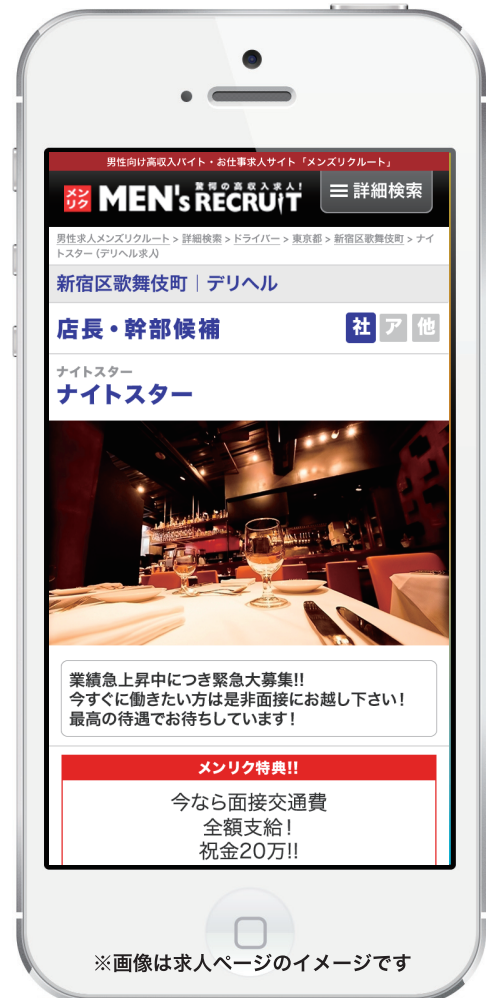 男性向け高収入バイト・お仕事求人サイト「メンズリクルート」
メンリク MEN's RECRUIT 驚愕の高収入求人!
詳細検索
男性求人メンズリクルート > 詳細検索 > ドライバー > 東京都 > 新宿区歌舞伎町 > ナイ
トスター (デリヘル求人)
新宿区歌舞伎町｜デリヘル
店長・幹部候補 社 ア 他
ナイトスター
ナイトスター
業績急上昇中につき緊急大募集!!
今すぐに働きたい方は是非面接にお越し下さい!
最高の待遇でお待ちしています!
メンリク特典!!
今なら面接交通費
全額支給!
祝金20万!!
※画像は求人ページのイメージです